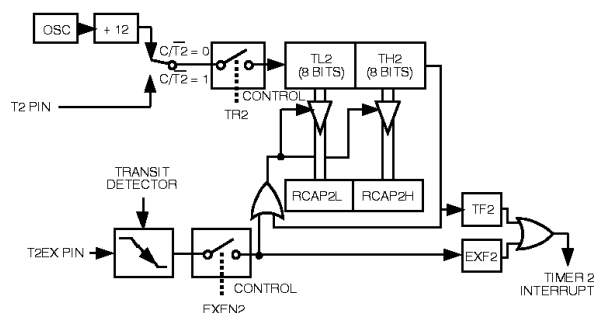 OSC
÷ 12
C/T2 = 0
C/T2 = 1
T2 PIN
CONTROL
TR2
TL2
(8 BITS)
TH2
(8 BITS)
RCAP2L
RCAP2H
TRANSIT
DETECTOR
T2EX PIN
CONTROL
EXEN2
TF2
EXF2
TIMER 2
INTERRUPT